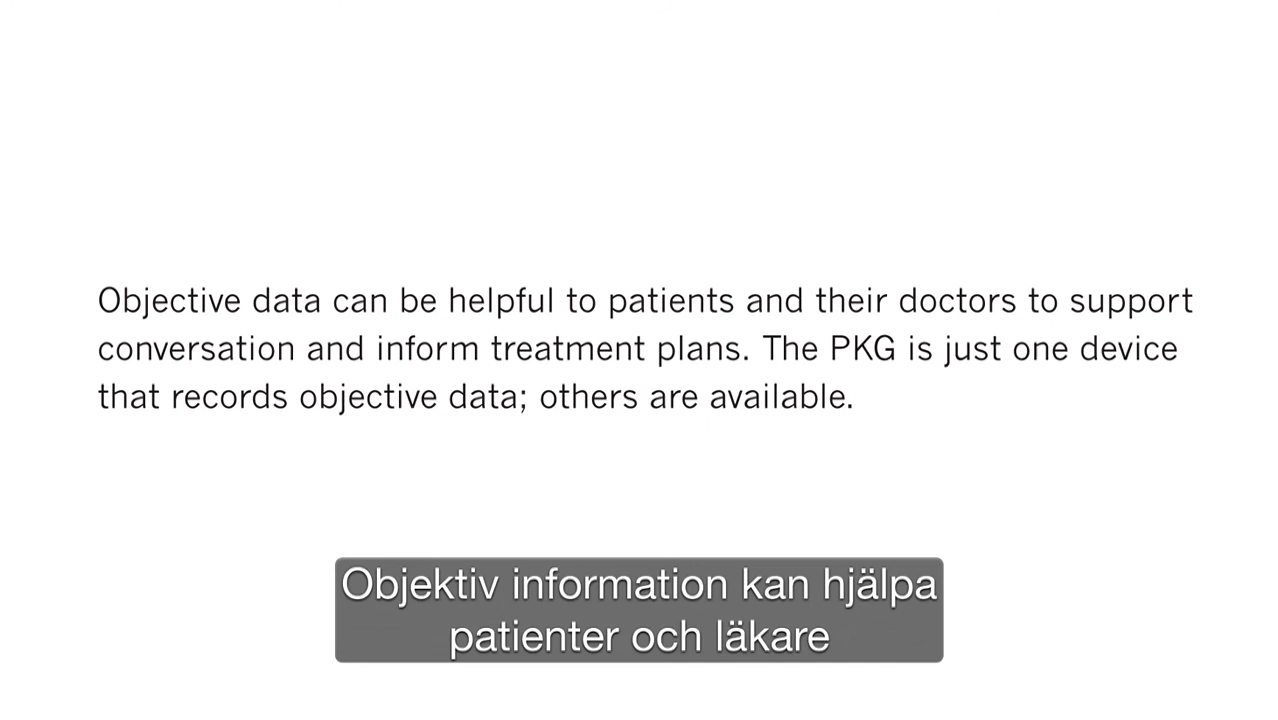 Objective data can be helpful to patients and their doctors to support
conversation and inform treatment plans. The PKG is just one device
that records objective data; others are available.
Objektiv information kan hjälpa
patienter och läkare